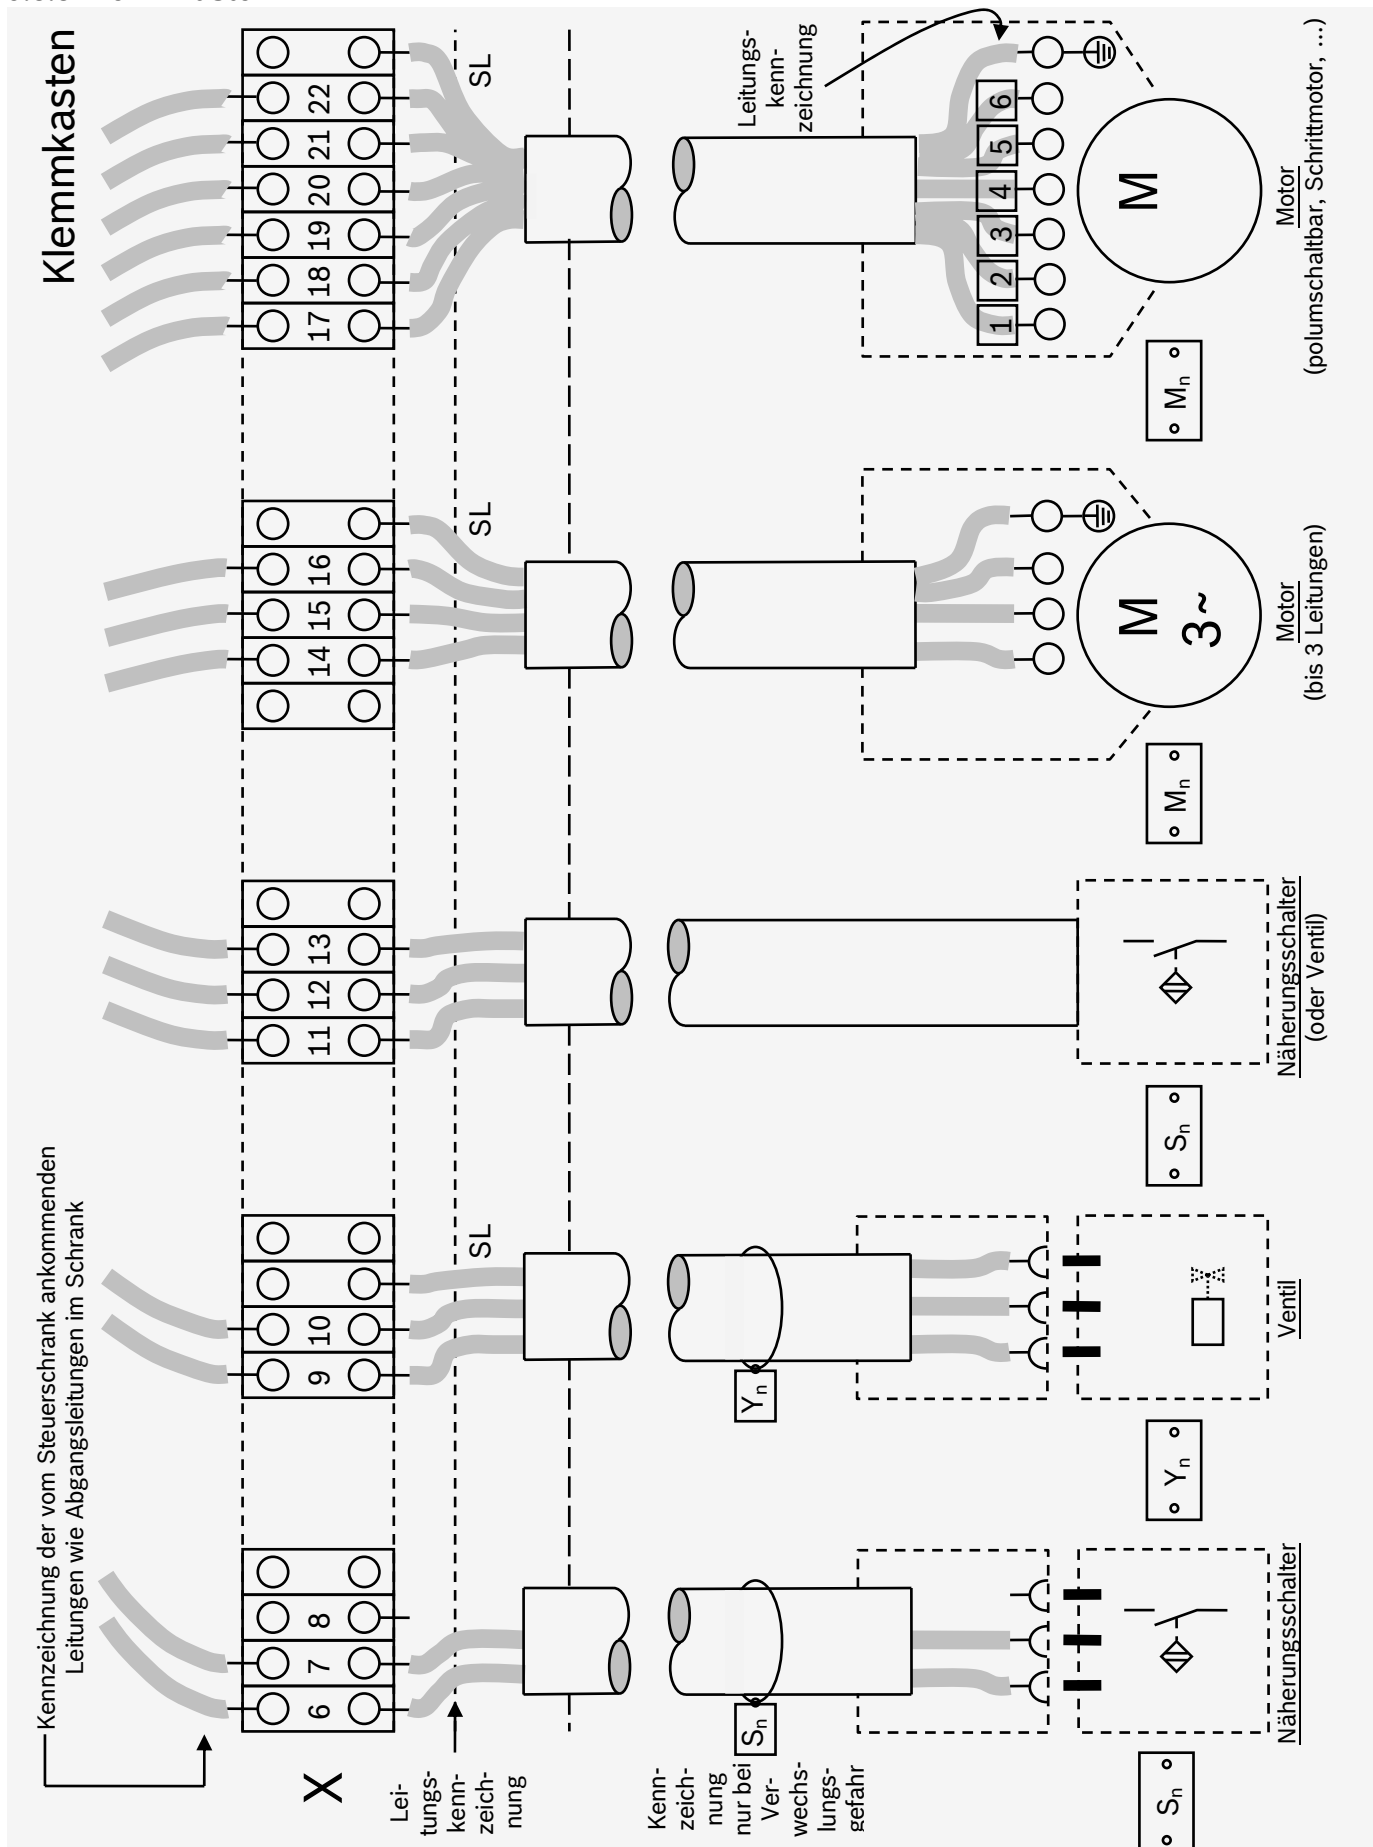 Klemmkasten
Kennzeichnung der vom Steuerschrank ankommenden
Leitungen wie Abgangsleitungen im Schrank
X
6 7 8
9 10
11 12 13
14 15 16
17 18 19 20 21 22
Lei-
tungs-
kenn-
zeich-
nung
SL
SL
SL
Kenn-
zeich-
nung
nur bei
Ver-
wechs-
lungs-
gefahr
Sn
Yn
Leitungs-
kenn-
zeichnung
1 2 3 4 5 6
M
3~
M
Sn
Yn
Sn
Mn
Mn
Näherungsschalter
Ventil
Näherungsschalter
(oder Ventil)
Motor
(bis 3 Leitungen)
Motor
(polumschaltbar, Schrittmotor, ...)